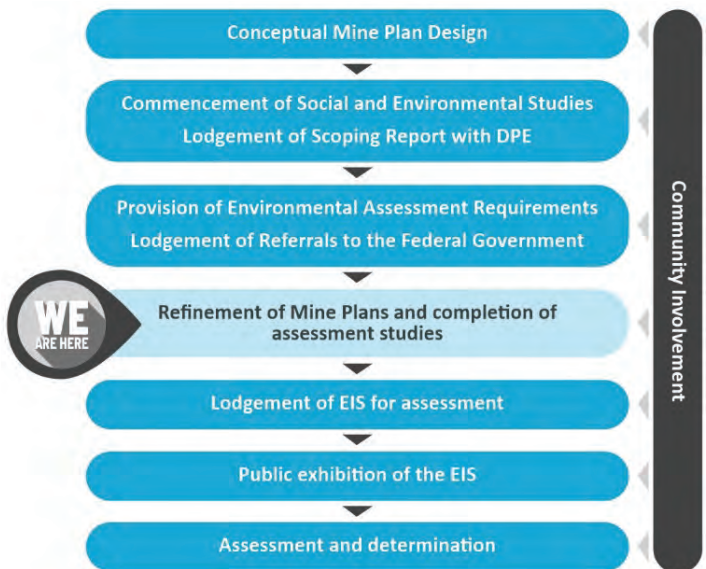 Conceptual Mine Plan Design
Commencement of Social and Environmental Studies
Lodgement of Scoping Report with DPE
Provision of Environmental Assessment Requirements
Lodgement of Referrals to the Federal Government
WE
ARE HERE
Refinement of Mine Plans and completion of
assessment studies
Lodgement of EIS for assessment
Public exhibition of the EIS
Assessment and determination
Community Involvement